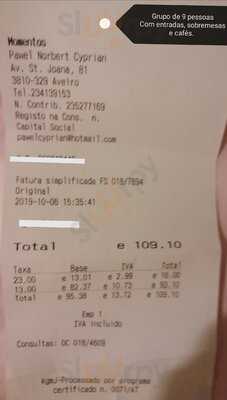 Grupo de 9 pessoas
Com entradas, sobremesas
e cafés.
Momentos
Pawel Norbert Cyprian
Av. St. Joana, 81
3810-329 Aveiro
Tel.234139153
N. Contrib. 235277169
Registo na Cons. n.
Capital Social
pawelcyprian@hotmail.com
Fatura simplificada FS 018/7694
Original
2019-10-06 15:35:41
Total e 109.10
Taxa Base IVA Total
23.00 e 13.01 e 2.99 e 16.00
13.00 e 82.37 e 10.73 e 93.10
Total e 95.38 e 13.72 e 109.10
Emp 1
IVA incluido
Consultas: DC 018/4609
-Processado por programa
certificado n. 0071/AT